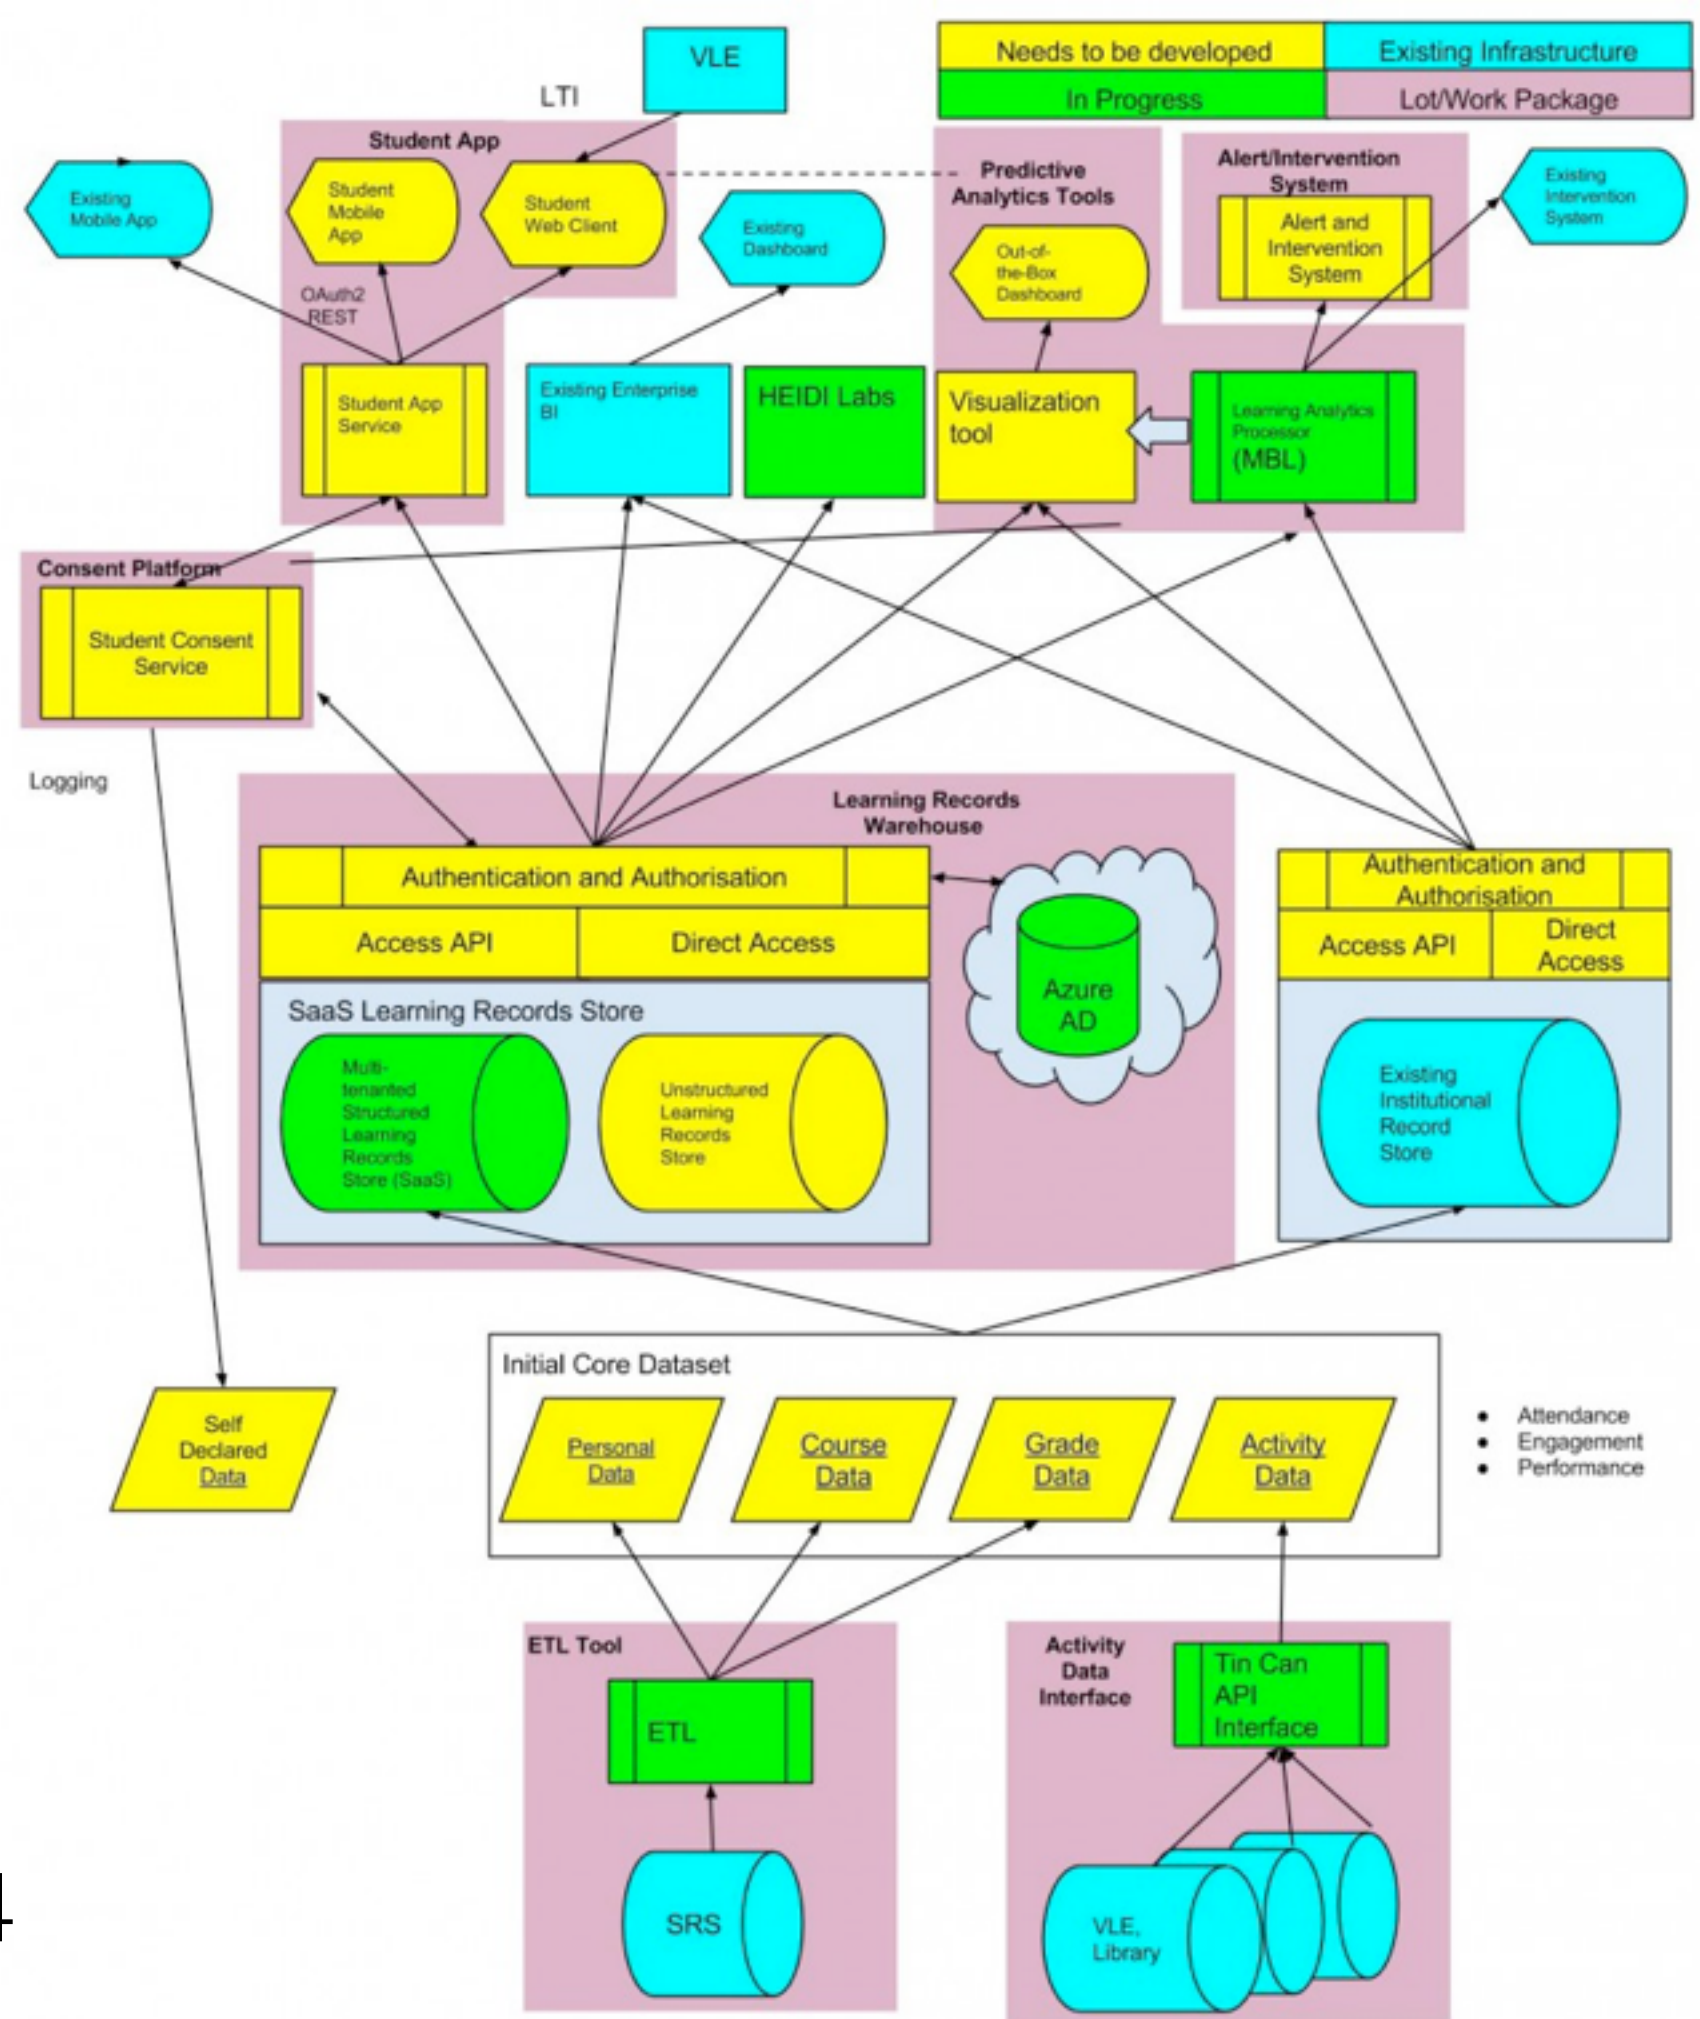 VLE
Needs to be developed
Existing Infrastructure
In Progress
Lot/Work Package
LTI
Student App
Existing
Mobile App
Student
Mobile
App
Student
Web Client
Existing
Dashboard
Predictive
Analytics Tools
Out-of-
the-Box
Dashboard
Alert/Intervention
System
Alert and
Intervention
System
Existing
Intervention
System
OAuth2
REST
Student App
Service
Existing Enterprise
BI
HEIDI Labs
Visualization
tool
Learning Analytics
Processor
(MBL)
Consent Platform
Student Consent
Service
Logging
Learning Records
Warehouse
Authentication and Authorisation
Access API
Direct Access
SaaS Learning Records Store
Multi-
tenanted
Structured
Learning
Records
Store (SaaS)
Unstructured
Learning
Records
Store
Azure
AD
Authentication and
Authorisation
Access API
Direct
Access
Existing
Institutional
Record
Store
Self
Declared
Data
Initial Core Dataset
Personal
Data
Course
Data
Grade
Data
Activity
Data
Attendance
Engagement
Performance
ETL Tool
ETL
SRS
Activity
Data
Interface
Tin Can
API
Interface
VLE,
Library